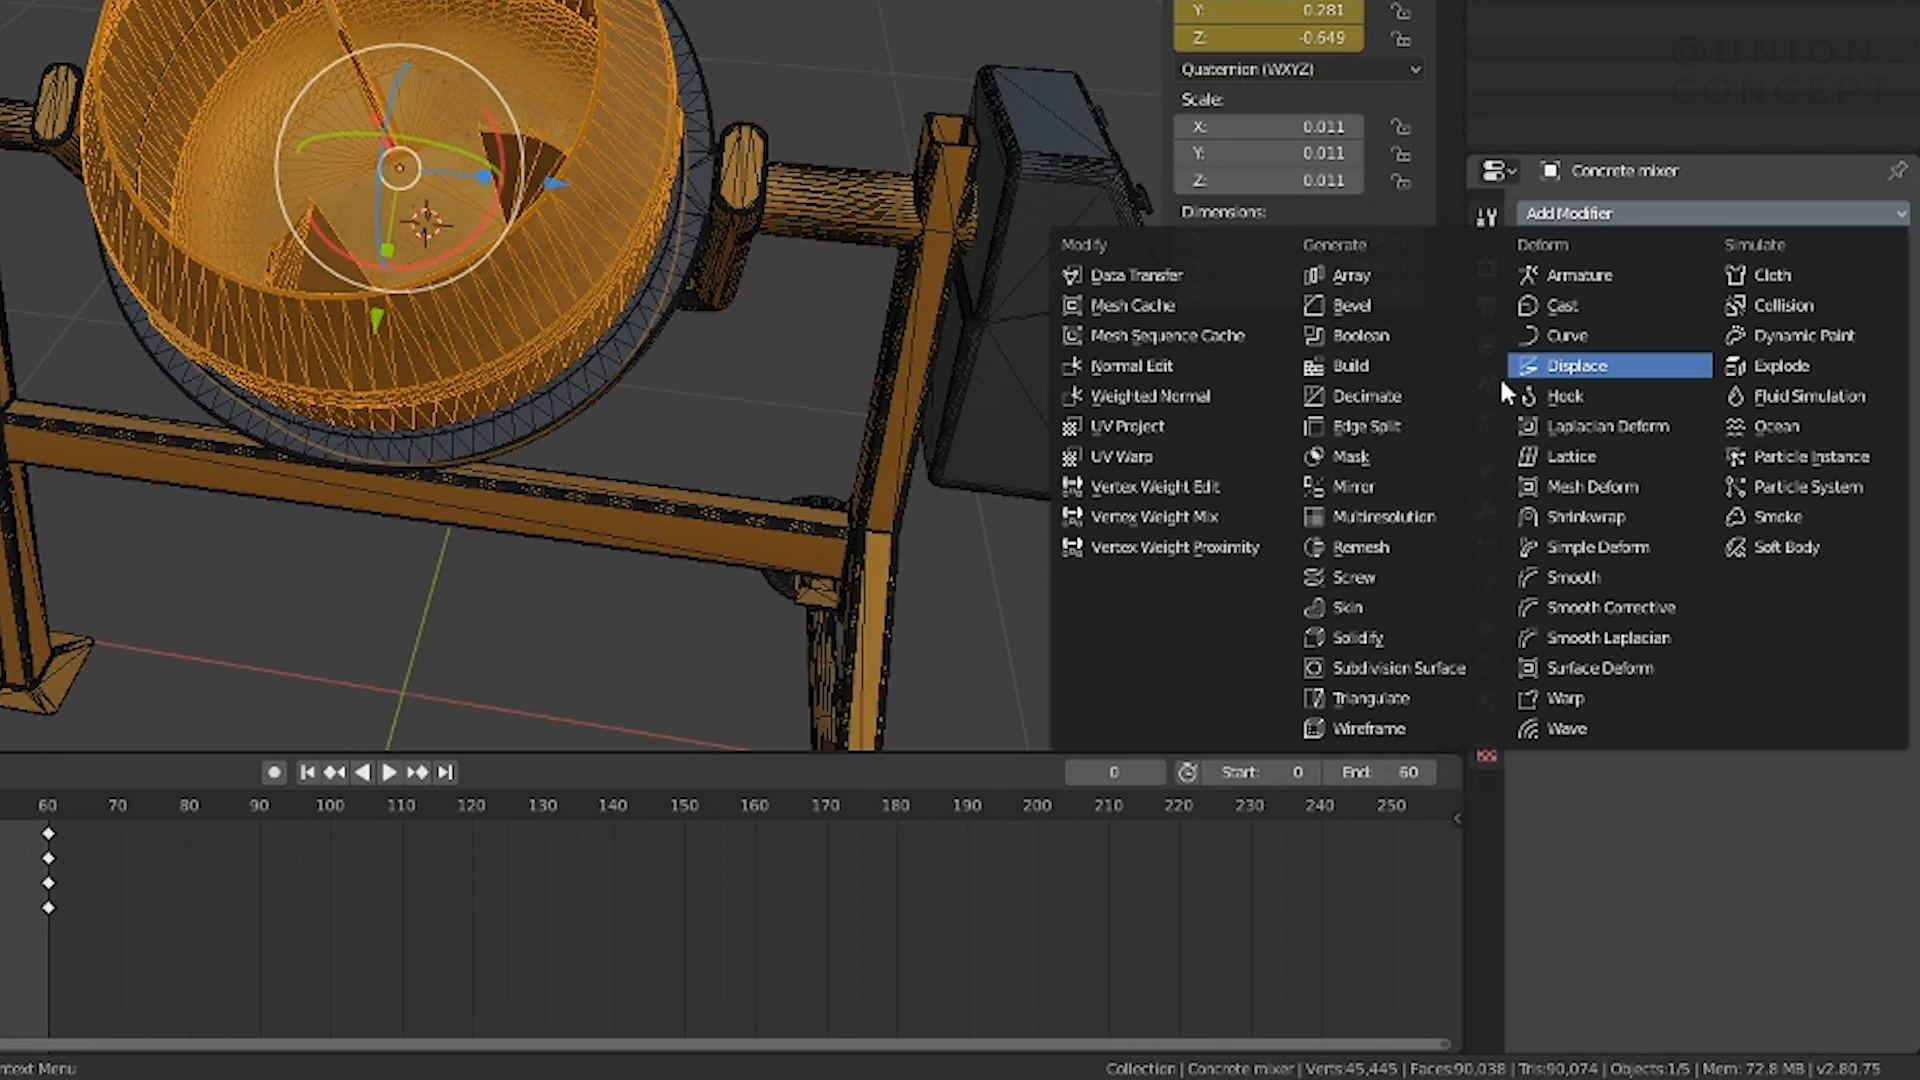 Y: 0.281
Z: -0.649
Quaternion (WXYZ)
Scale:
X: 0.011
Y: 0.011
Z: 0.011
Dimensions:
@UNION
CONCEPT
Concrete mixer
Add Modifier
Modify
Data Transfer
Mesh Cache
Mesh Sequence Cache
Normal Edit
Weighted Normal
UV Project
UV Warp
Vertex Weight Edit
Vertex Weight Mix
Vertex Weight Proximity
Generate
Array
Bevel
Boolean
Build
Decimate
Edge Split
Mask
Mirror
Multiresolution
Remesh
Screw
Skin
Solidify
Subdivision Surface
Triangulate
Wireframe
Deform
Armature
Cast
Curve
Displace
Hook
Laplacian Deform
Lattice
Mesh Deform
Shrinkwrap
Simple Deform
Smooth
Smooth Corrective
Smooth Laplacian
Surface Deform
Warp
Wave
Simulate
Cloth
Collision
Dynamic Paint
Explode
Fluid Simulation
Ocean
Particle Instance
Particle System
Smoke
Soft Body
0 Start: 0 End: 60
60 70 80 90 100 110 120 130 140 150 160 170 180 190 200 210 220 230 240 250
ntext Menu
Collection | Concrete mixer | Verts:45,445 | Faces:90,038 | Tris:90,074 | Objects:1/5 | Mem: 72.8 MB | v2.80.75